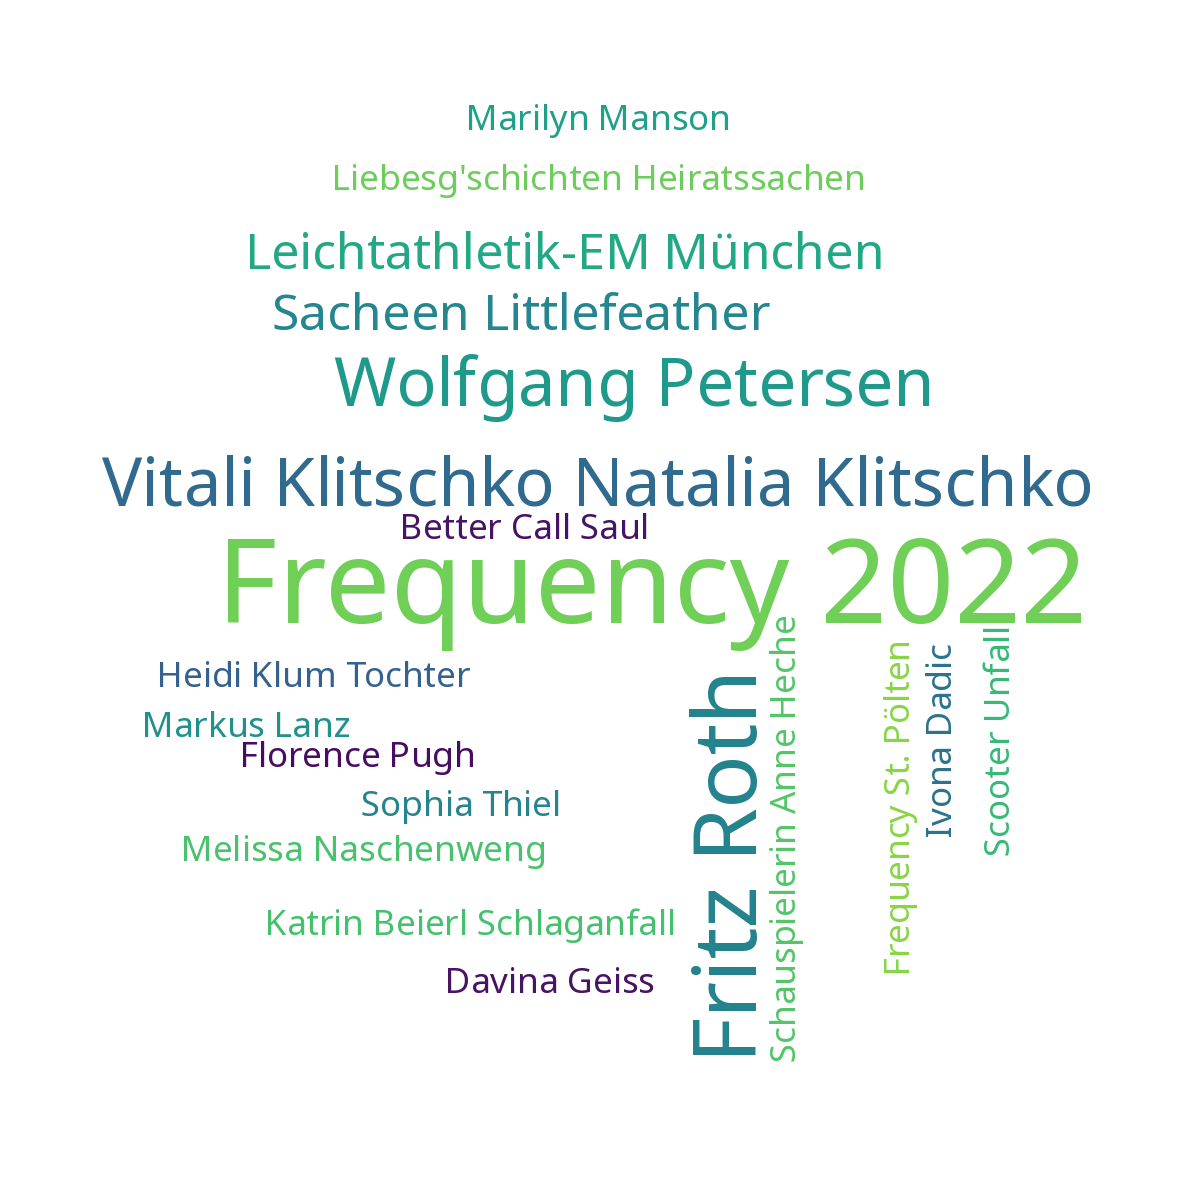 Marilyn Manson
Liebesg'schichten Heiratssachen
Leichtathletik-EM München
Sacheen Littlefeather
Wolfgang Petersen
Vitali Klitschko Natalia Klitschko
Better Call Saul
Frequency 2022
Heidi Klum Tochter
Markus Lanz
Florence Pugh
Sophia Thiel
Melissa Naschenweng
Katrin Beierl Schlaganfall
Davina Geiss
Fritz Roth
Schauspielerin Anne Heche
Frequency St. Pölten
Ivona Dadic
Scooter Unfall